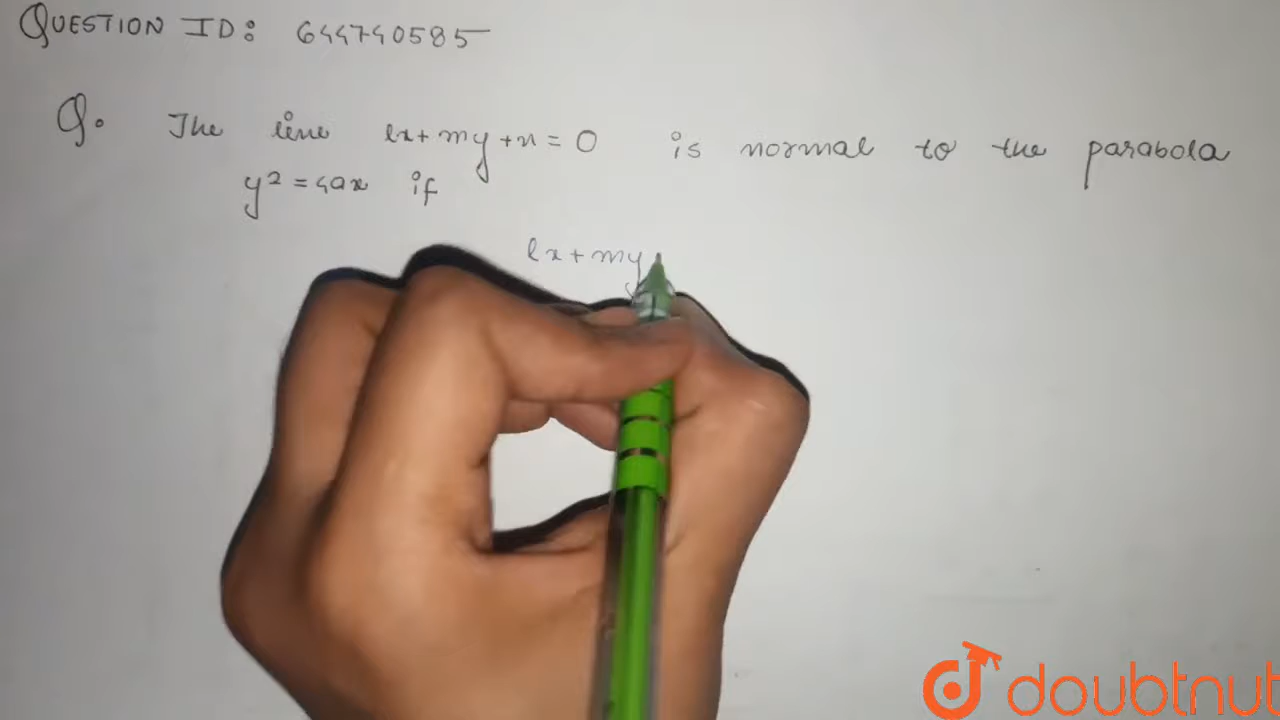 QUESTION ID: 644740585
Q. The line lx+my+n=0 is normal to the parabola
y²=4ax if
lx+my
doubtnut